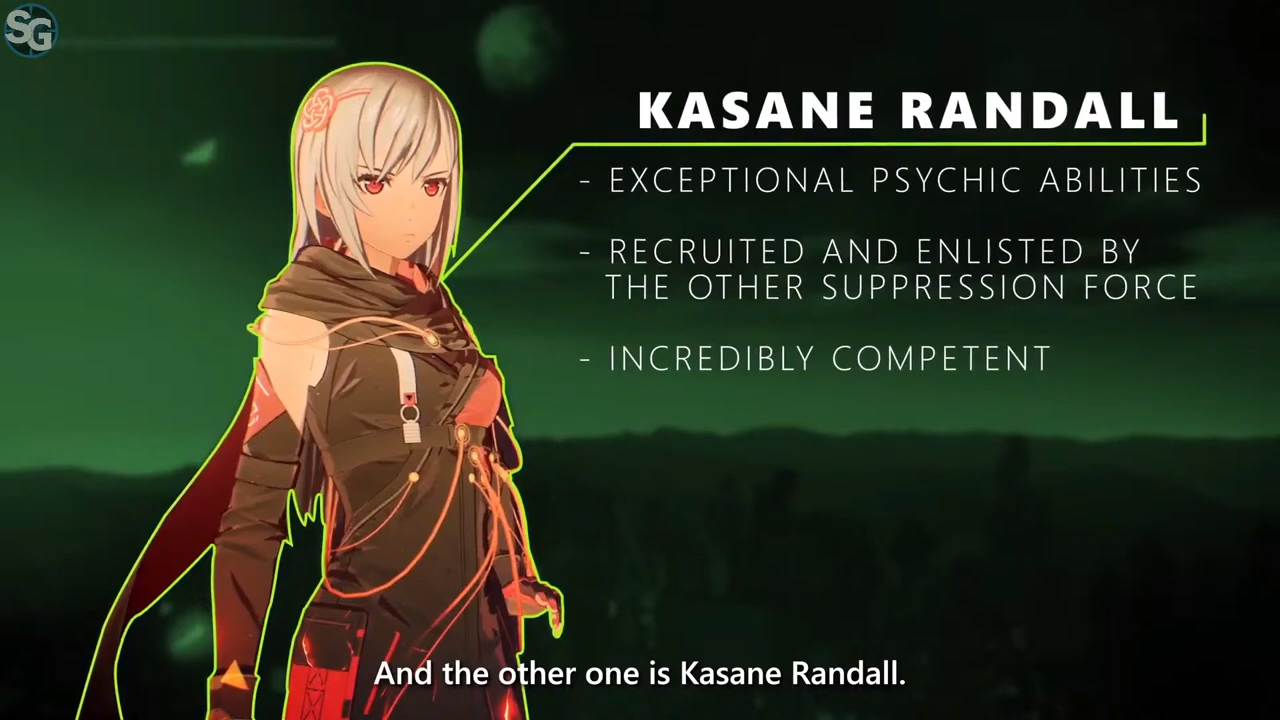 SG
KASANE RANDALL
- EXCEPTIONAL PSYCHIC ABILITIES
- RECRUITED AND ENLISTED BY
THE OTHER SUPPRESSION FORCE
- INCREDIBLY COMPETENT
And the other one is Kasane Randall.